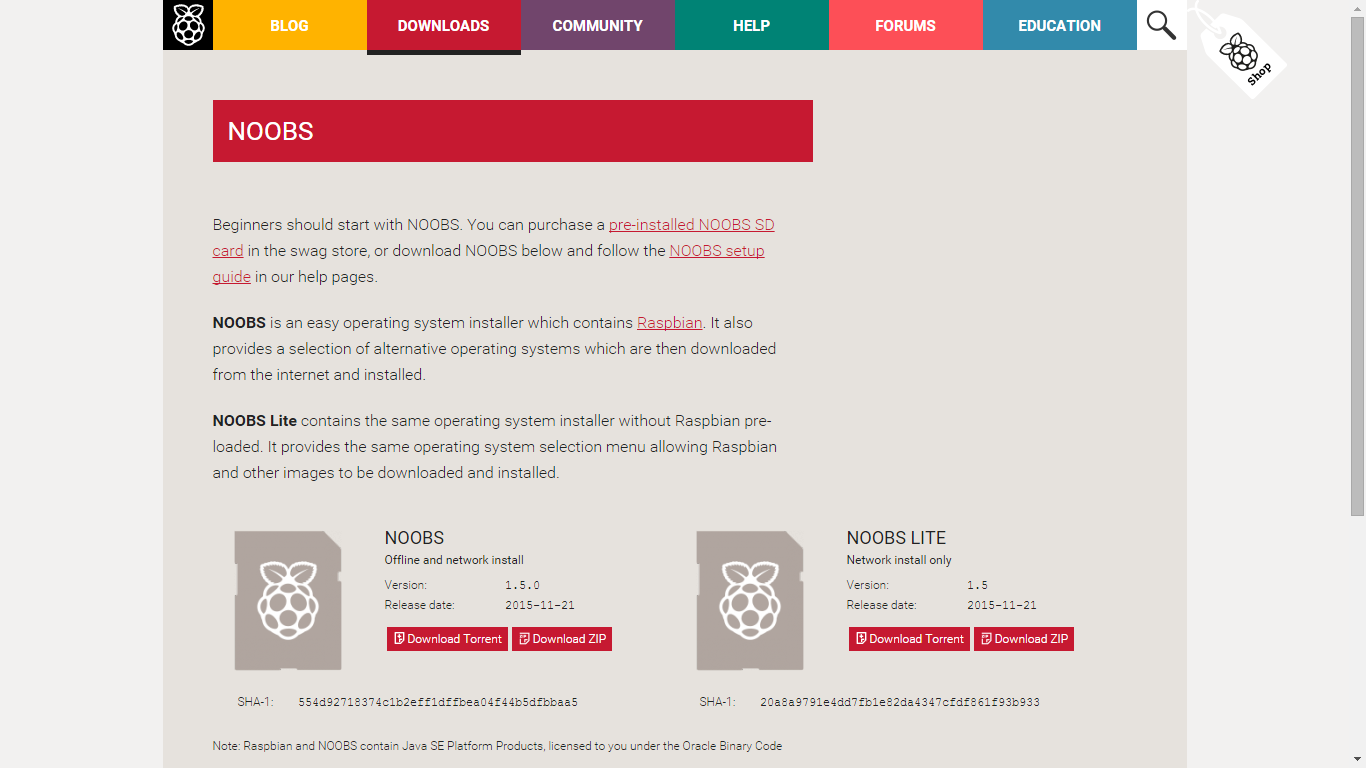 BLOG
DOWNLOADS
COMMUNITY
HELP
FORUMS
EDUCATION
Shop
NOOBS
Beginners should start with NOOBS. You can purchase a pre-installed NOOBS SD
card in the swag store, or download NOOBS below and follow the NOOBS setup
guide in our help pages.
NOOBS is an easy operating system installer which contains Raspbian. It also
provides a selection of alternative operating systems which are then downloaded
from the internet and installed.
NOOBS Lite contains the same operating system installer without Raspbian pre-
loaded. It provides the same operating system selection menu allowing Raspbian
and other images to be downloaded and installed.
NOOBS
Offline and network install
Version: 1.5.0
Release date: 2015-11-21
Download Torrent Download ZIP
SHA-1: 554d92718374c1b2eff1dffbea04f44b5dfbbaa5
NOOBS LITE
Network install only
Version: 1.5
Release date: 2015-11-21
Download Torrent Download ZIP
SHA-1: 20a8a9791e4dd7fb1e82da4347cfdf861f93b933
Note: Raspbian and NOOBS contain Java SE Platform Products, licensed to you under the Oracle Binary Code